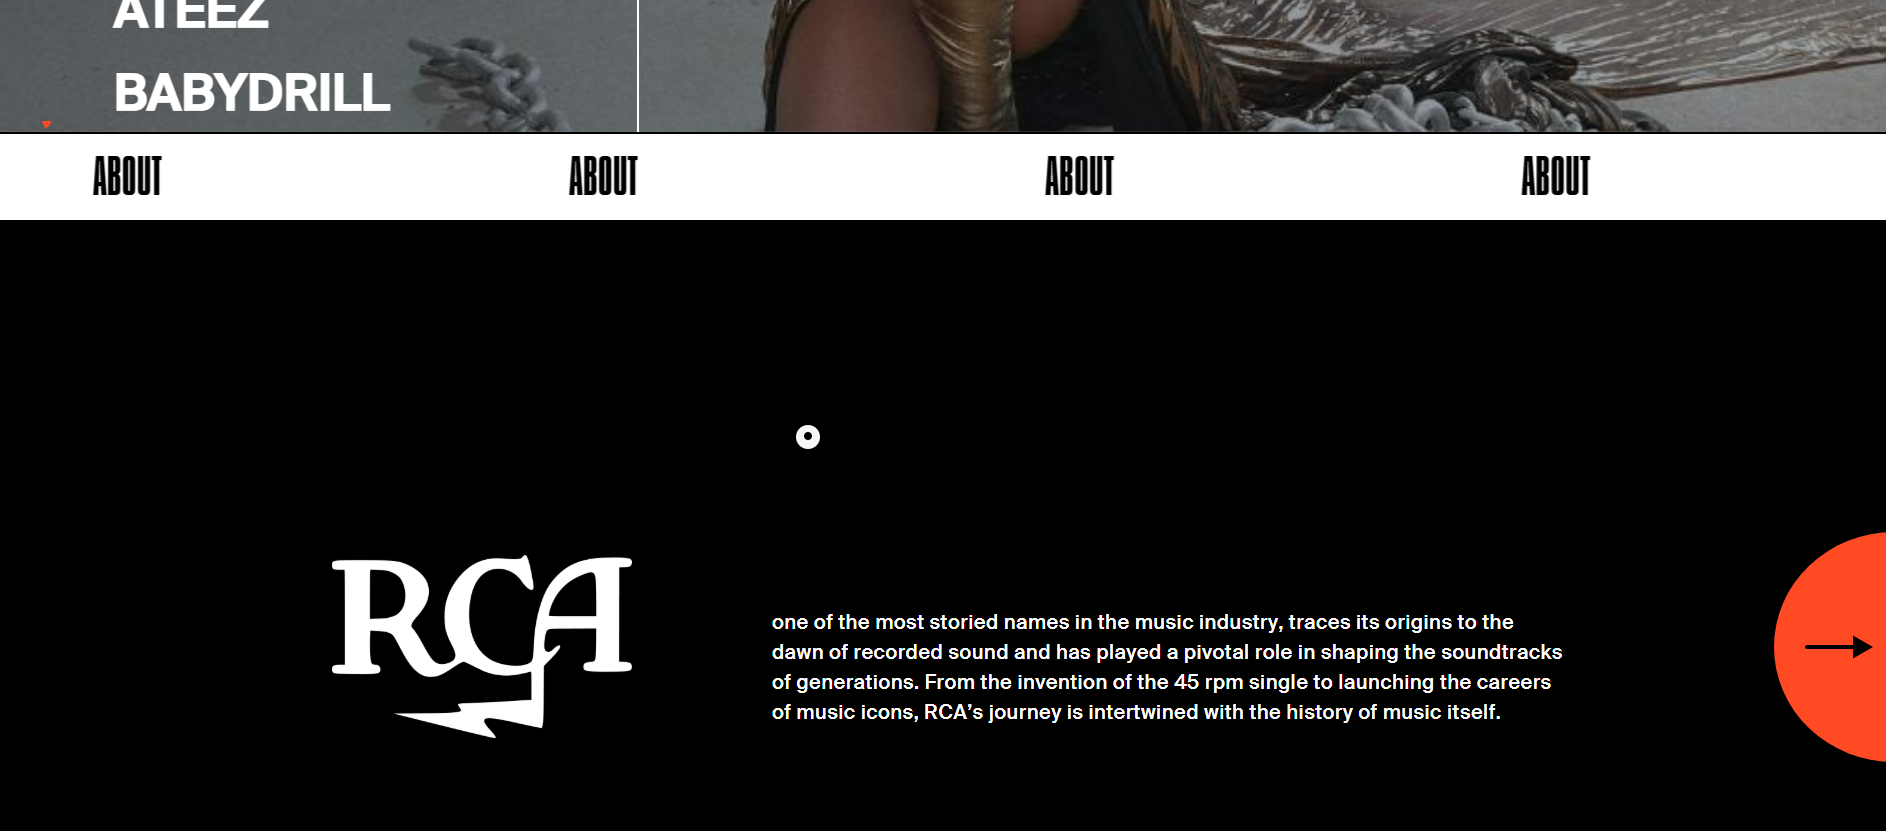 ATEEZ
BABYDRILL
ABOUT ABOUT ABOUT ABOUT
RCA
one of the most storied names in the music industry, traces its origins to the
dawn of recorded sound and has played a pivotal role in shaping the soundtracks
of generations. From the invention of the 45 rpm single to launching the careers
of music icons, RCA’s journey is intertwined with the history of music itself.